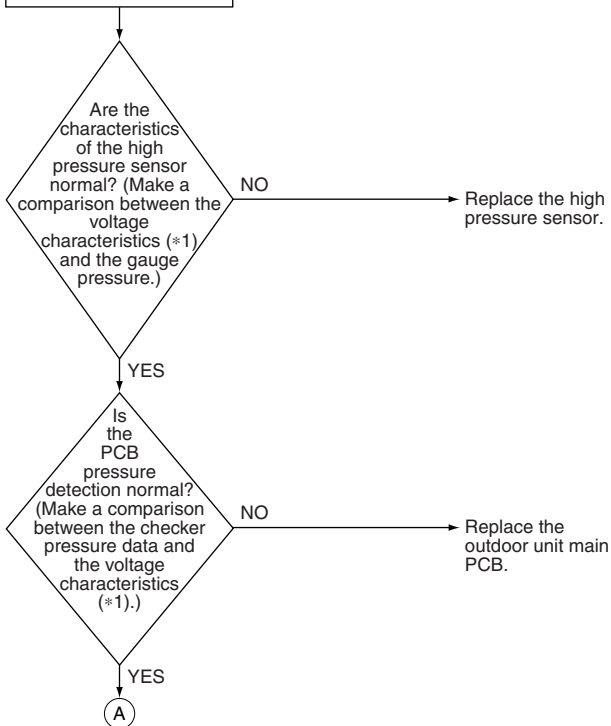 Are the
characteristics
of the high
pressure sensor
normal? (Make a
comparison between the
voltage
characteristics (*1)
and the gauge
pressure.)
NO
Replace the high
pressure sensor.
YES
Is
the
PCB
pressure
detection normal?
(Make a comparison
between the checker
pressure data and
the voltage
characteristics
(*1).)
NO
Replace the
outdoor unit main
PCB.
YES
A